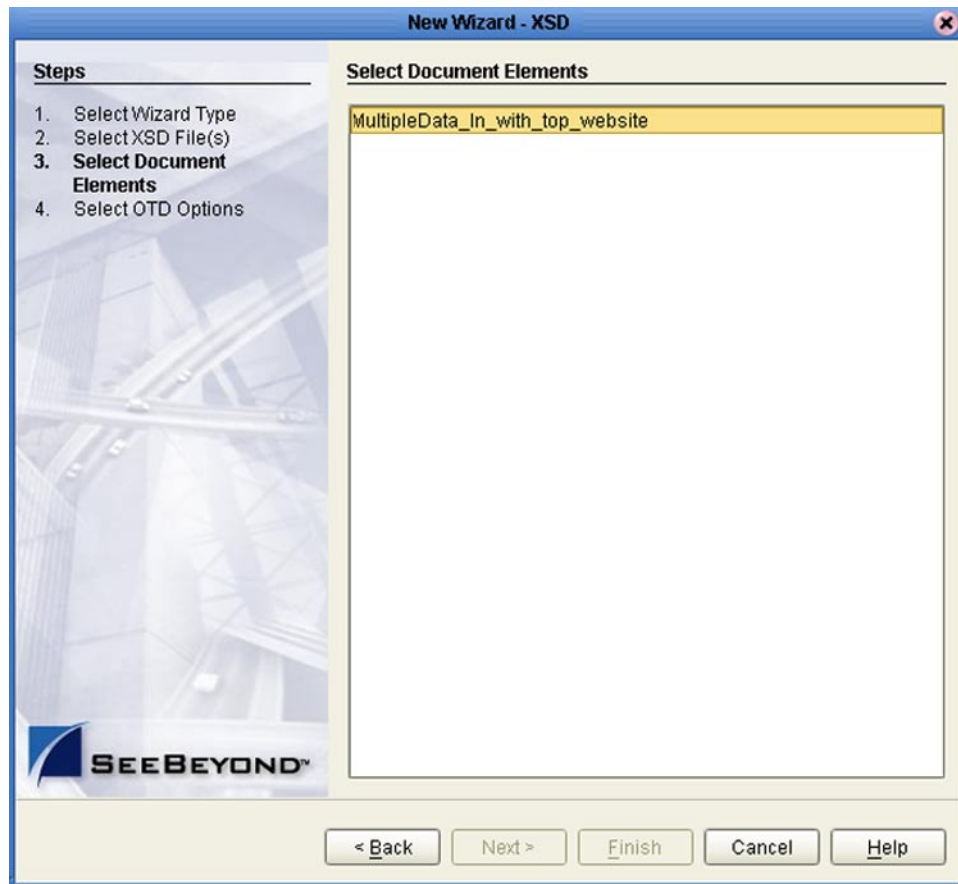 New Wizard - XSD
Steps
1. Select Wizard Type
2. Select XSD File(s)
3. Select Document
Elements
4. Select OTD Options
Select Document Elements
MultipleData_In_with_top_website
SEEBEYOND™
< Back
Next >
Finish
Cancel
Help